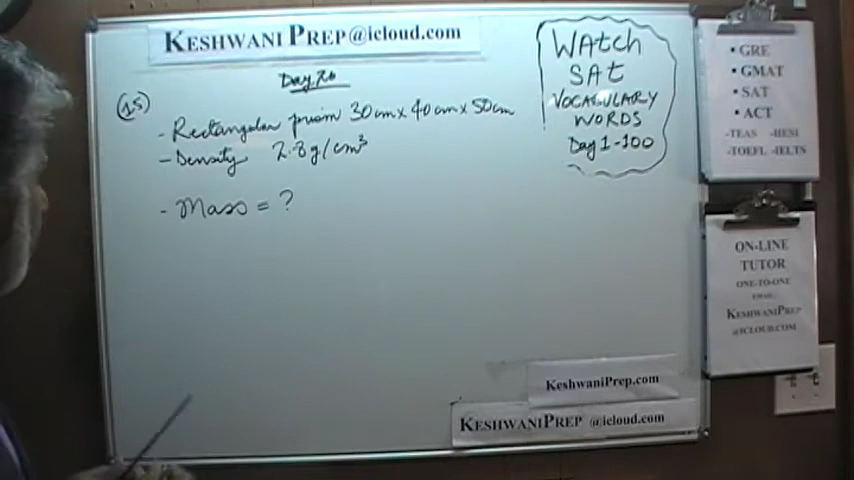 KESHWANI PREP@icloud.com
Day 26
(15)
- Rectangular prism 30cm x 40cm x 50cm
- Density 2.8g/cm³
- Mass = ?
WAtch
SAt
VOCABULARY
WORDS
Day 1-100
• GRE
• GMAT
• SAT
• ACT
-TEAS -HESI
-TOEFL -IELTS
ON-LINE
TUTOR
ONE-TO-ONE
EMAIL:
KESHWANIPREP
@ICLOUD.COM
KeshwaniPrep.com
KESHWANIPREP @icloud.com